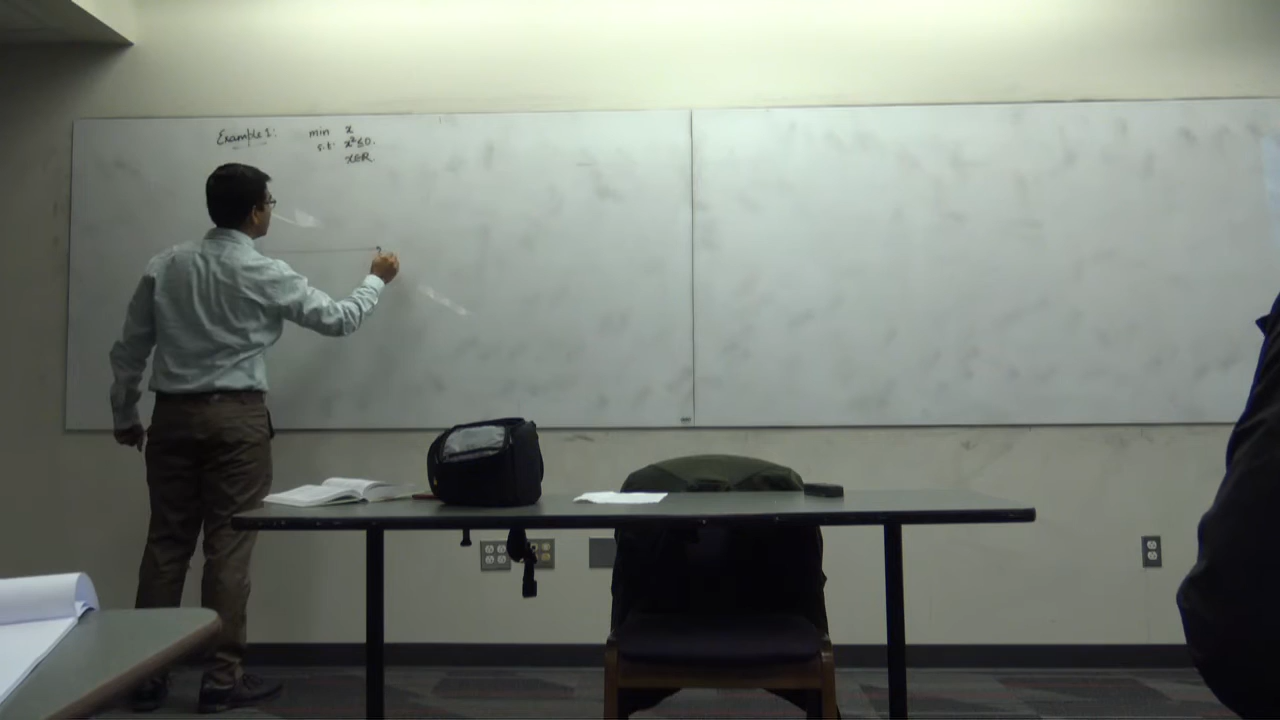 Example 1: min x
s.t. x² ≤ 0.
x∈ℝ